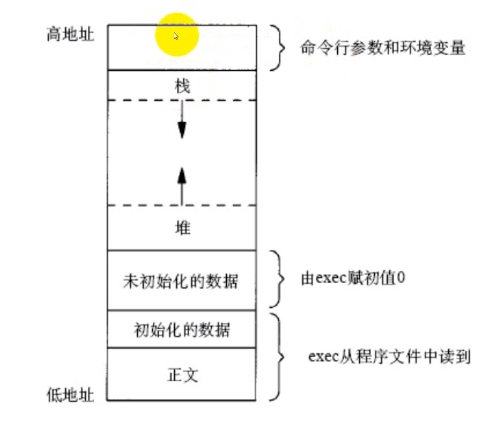 高地址
命令行参数和环境变量
栈
堆
未初始化的数据
由exec赋初值0
初始化的数据
exec从程序文件中读到
正文
低地址